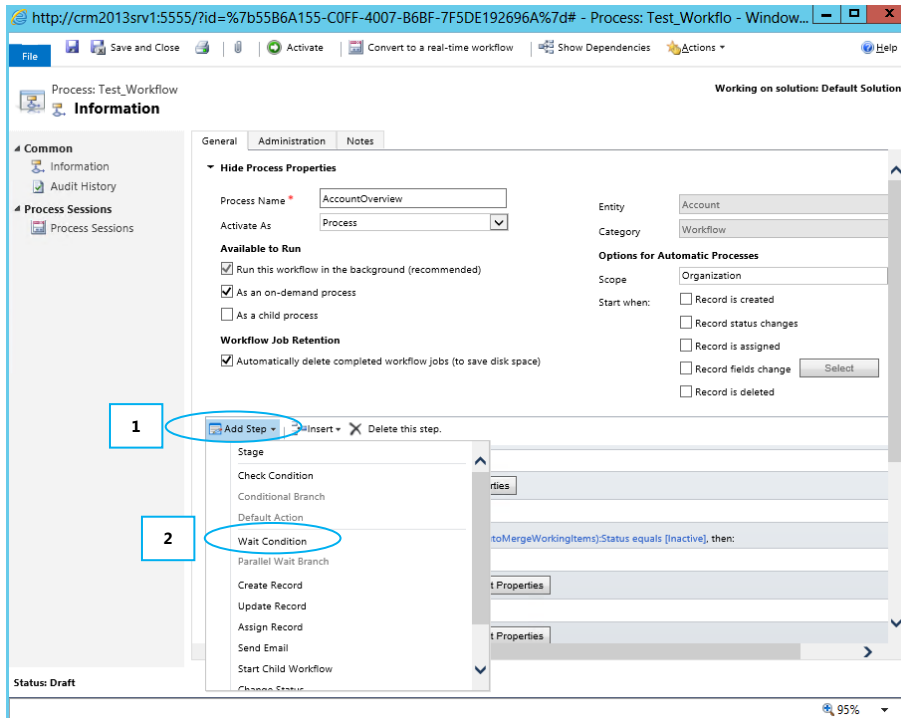 http://crm2013srv1:5555/?id=%7b55B6A155-C0FF-4007-B6BF-7F5DE192696A%7d# - Process: Test_Workflo - Window...
File
Save and Close
Activate
Convert to a real-time workflow
Show Dependencies
Actions
Help
Process: Test_Workflow
Information
Working on solution: Default Solution
Common
Information
Audit History
Process Sessions
Process Sessions
General Administration Notes
Hide Process Properties
Process Name * AccountOverview
Activate As Process
Available to Run
Run this workflow in the background (recommended)
As an on-demand process
As a child process
Workflow Job Retention
Automatically delete completed workflow jobs (to save disk space)
Entity Account
Category Workflow
Options for Automatic Processes
Scope Organization
Start when: Record is created
Record status changes
Record is assigned
Record fields change Select
Record is deleted
1
Add Step Insert Delete this step.
Stage
Check Condition
Conditional Branch
Default Action
2
Wait Condition
Parallel Wait Branch
Create Record
Update Record
Assign Record
Send Email
Start Child Workflow
Change Status
rties
toMergeWorkingItems):Status equals [Inactive], then:
t Properties
t Properties
Status: Draft
95%